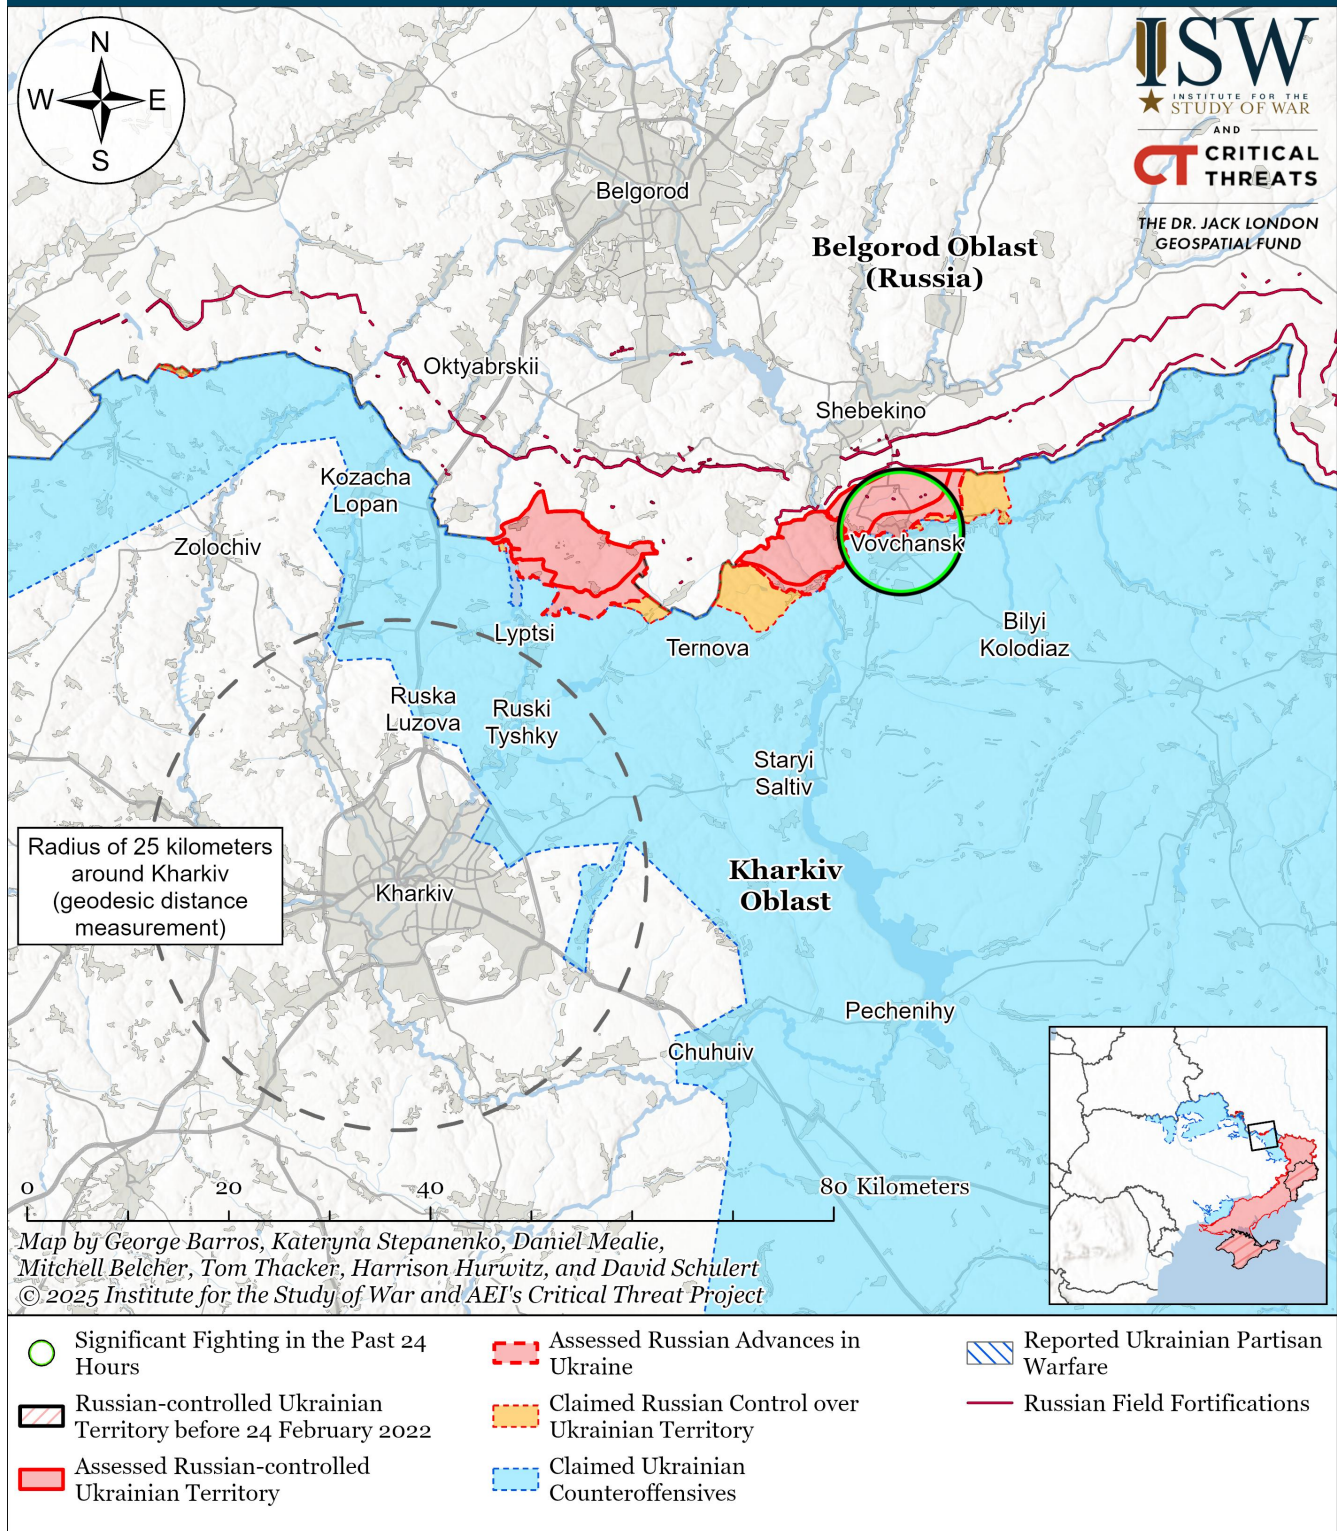 N
W
E
S
ISW
INSTITUTE FOR THE
STUDY OF WAR
AND
CT CRITICAL
THREATS
THE DR. JACK LONDON
GEOSPATIAL FUND
Belgorod
Belgorod Oblast
(Russia)
Oktyabrskii
Shebekino
Kozacha
Lopan
Zolochiv
Vovchansk
Lyptsi
Ternova
Bilyi
Kolodiaz
Ruska
Luzova
Ruski
Tyshky
Staryi
Saltiv
Radius of 25 kilometers
around Kharkiv
(geodesic distance
measurement)
Kharkiv
Kharkiv
Oblast
Pechenihy
Chuhuiv
0 20 40 80 Kilometers
Map by George Barros, Kateryna Stepanenko, Daniel Mealie,
Mitchell Belcher, Tom Thacker, Harrison Hurwitz, and David Schulert
© 2025 Institute for the Study of War and AEI's Critical Threat Project
Significant Fighting in the Past 24
Hours
Russian-controlled Ukrainian
Territory before 24 February 2022
Assessed Russian-controlled
Ukrainian Territory
Assessed Russian Advances in
Ukraine
Claimed Russian Control over
Ukrainian Territory
Claimed Ukrainian
Counteroffensives
Reported Ukrainian Partisan
Warfare
Russian Field Fortifications